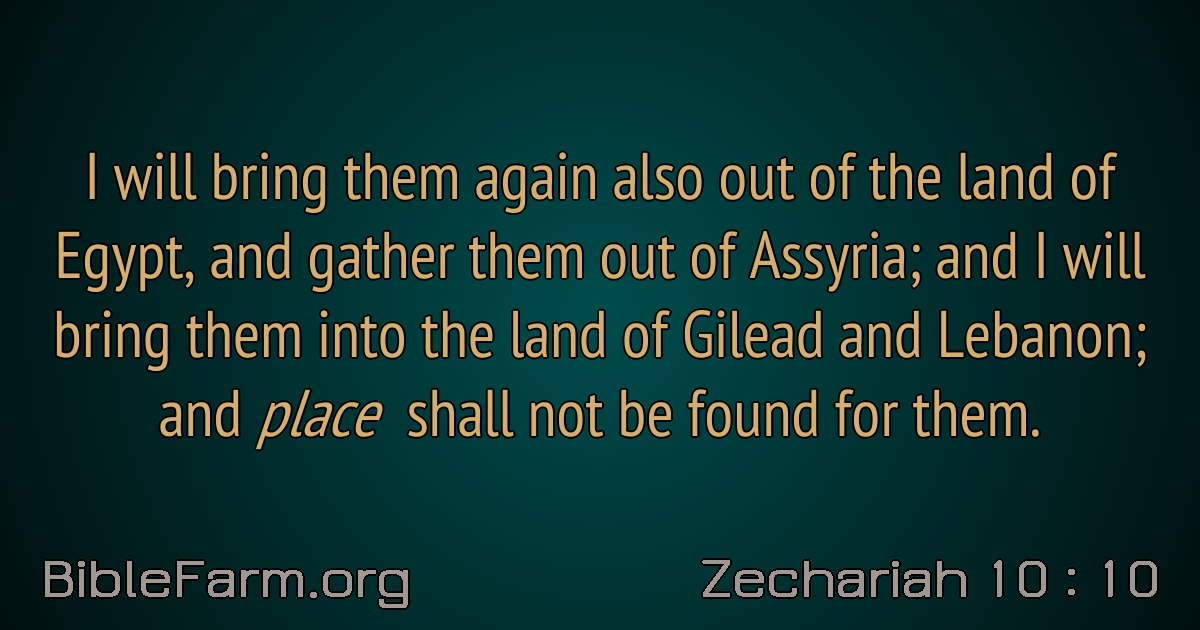 I will bring them again also out of the land of
Egypt, and gather them out of Assyria; and I will
bring them into the land of Gilead and Lebanon;
and place shall not be found for them.
BibleFarm.org
Zechariah 10 : 10